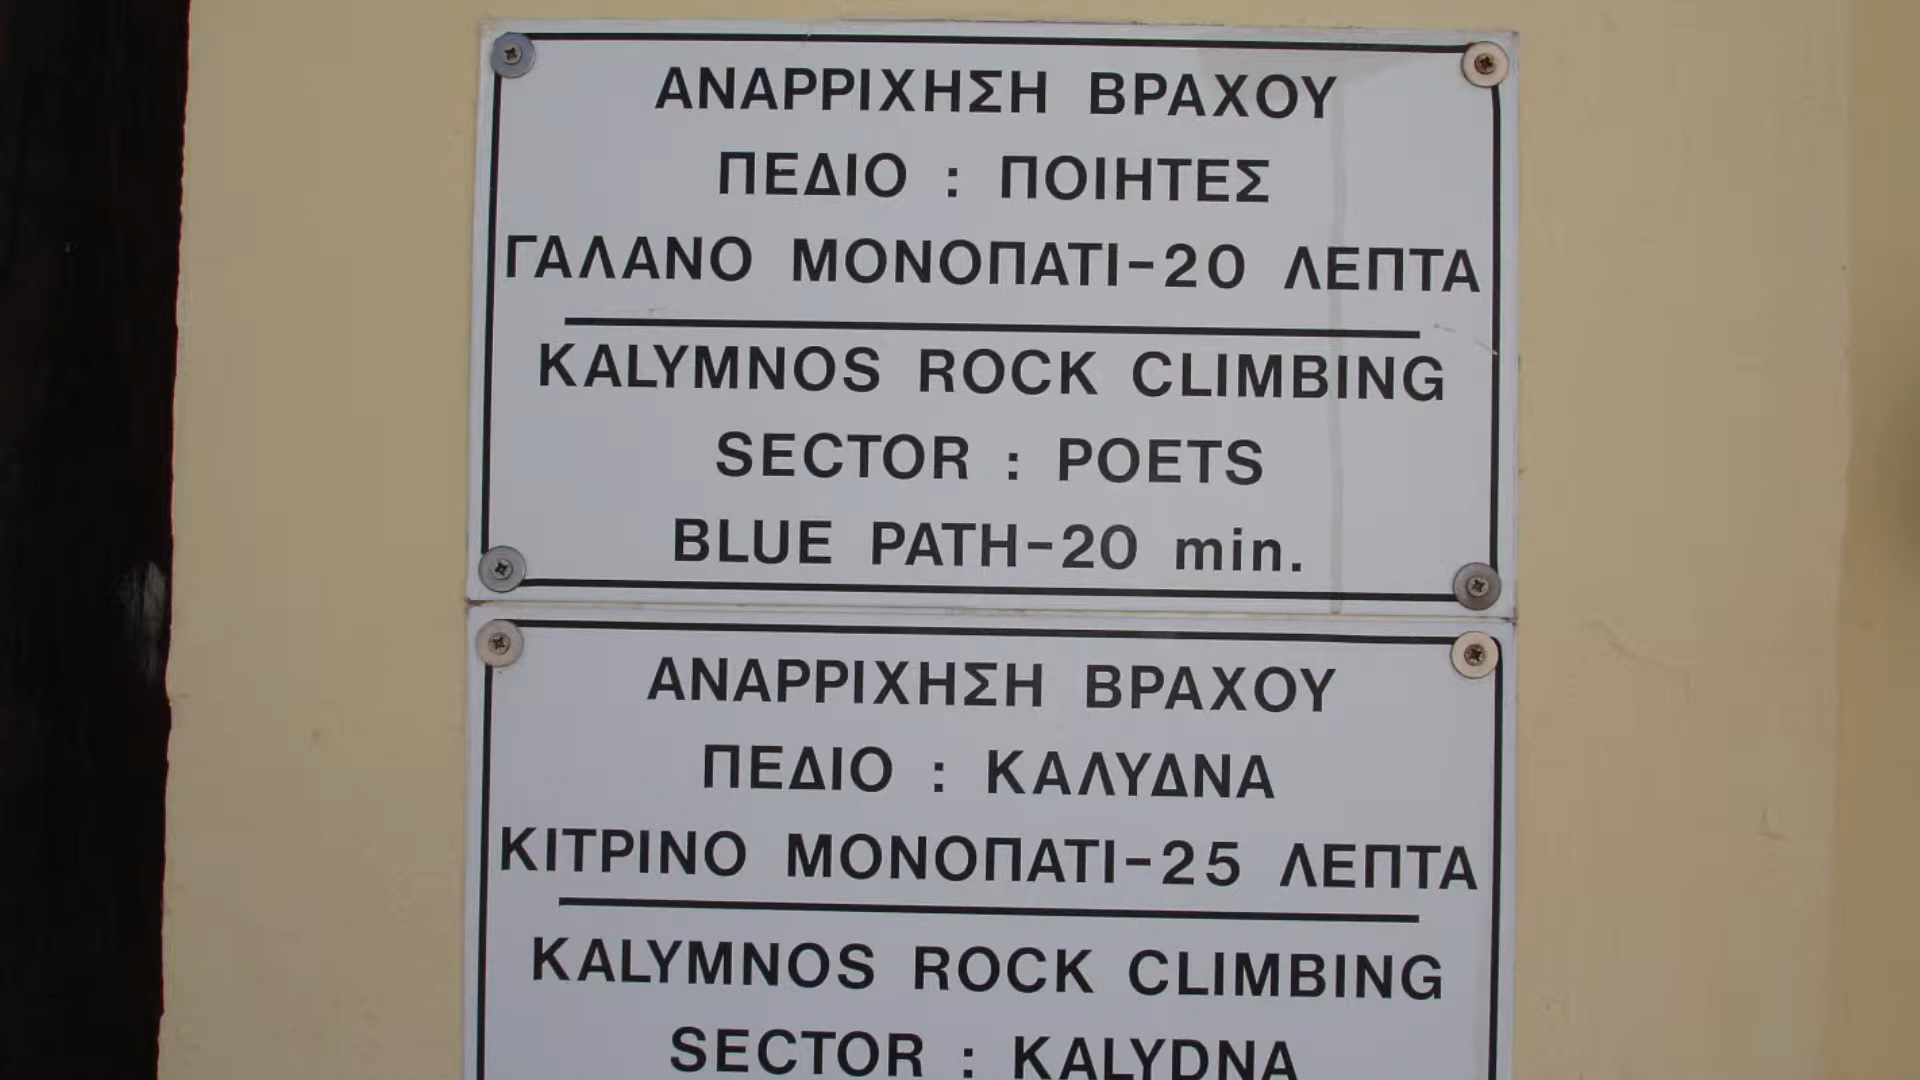 ΑΝΑΡΡΙΧΗΣΗ ΒΡΑΧΟΥ
ΠΕΔΙΟ : ΠΟΙΗΤΕΣ
ΓΑΛΑΝΟ ΜΟΝΟΠΑΤΙ-20 ΛΕΠΤΑ
KALYMNOS ROCK CLIMBING
SECTOR : POETS
BLUE PATH-20 min.
ΑΝΑΡΡΙΧΗΣΗ ΒΡΑΧΟΥ
ΠΕΔΙΟ : ΚΑΛΥΔΝΑ
ΚΙΤΡΙΝΟ ΜΟΝΟΠΑΤΙ-25 ΛΕΠΤΑ
KALYMNOS ROCK CLIMBING
SECTOR : KALYDNA